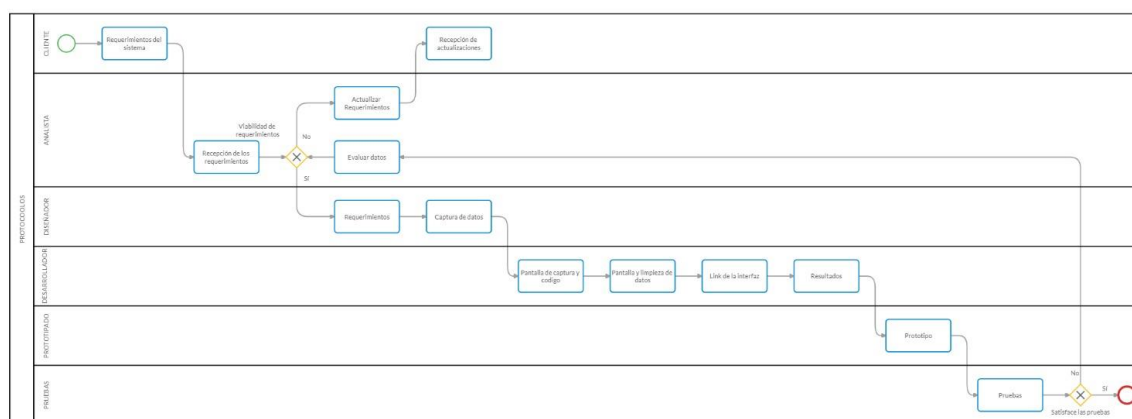 PROTOCOOLOS
CLIENTE
Requerimientos del
sistema
Recepción de
actualizaciones
ANALISTA
Actualizar
Requerimientos
Viabilidad de
requerimientos
No
Recepción de los
requerimientos
Evaluar datos
Sí
DISEÑADOR
Requerimientos
Captura de datos
DESARROLLADOR
Pantalla de captura y
codigo
Pantalla y limpieza de
datos
Link de la interfaz
Resultados
PROTOTIPADO
Prototipo
PRUEBAS
Pruebas
No
Sí
Satisface las pruebas